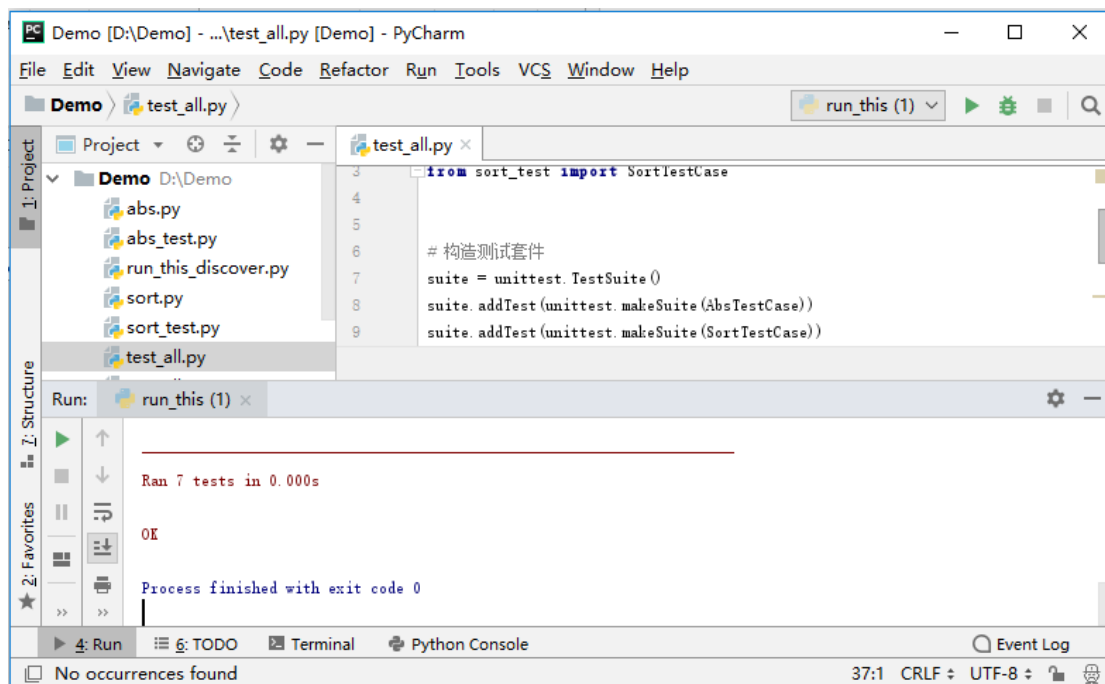 Demo [D:\Demo] - ...\test_all.py [Demo] - PyCharm
File Edit View Navigate Code Refactor Run Tools VCS Window Help
Demo test_all.py run_this (1)
1: Project
Project
test_all.py
Demo D:\Demo
abs.py
abs_test.py
run_this_discover.py
sort.py
sort_test.py
test_all.py
3 from sort_test import SortTestCase
4
5
6 # 构造测试套件
7 suite = unittest.TestSuite()
8 suite.addTest(unittest.makeSuite(AbsTestCase))
9 suite.addTest(unittest.makeSuite(SortTestCase))
7: Structure
2: Favorites
Run: run_this (1)
Ran 7 tests in 0.000s
OK
Process finished with exit code 0
4: Run 6: TODO Terminal Python Console Event Log
No occurrences found 37:1 CRLF UTF-8